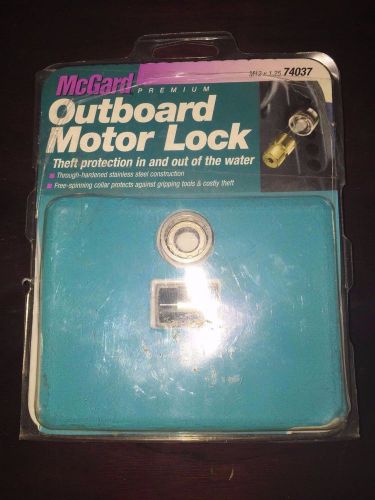 McGard
PREMIUM
M12 x 1.25 74037
Outboard
Motor Lock
Theft protection in and out of the water
Through-hardened stainless steel construction
Free-spinning collar protects against gripping tools & costly theft